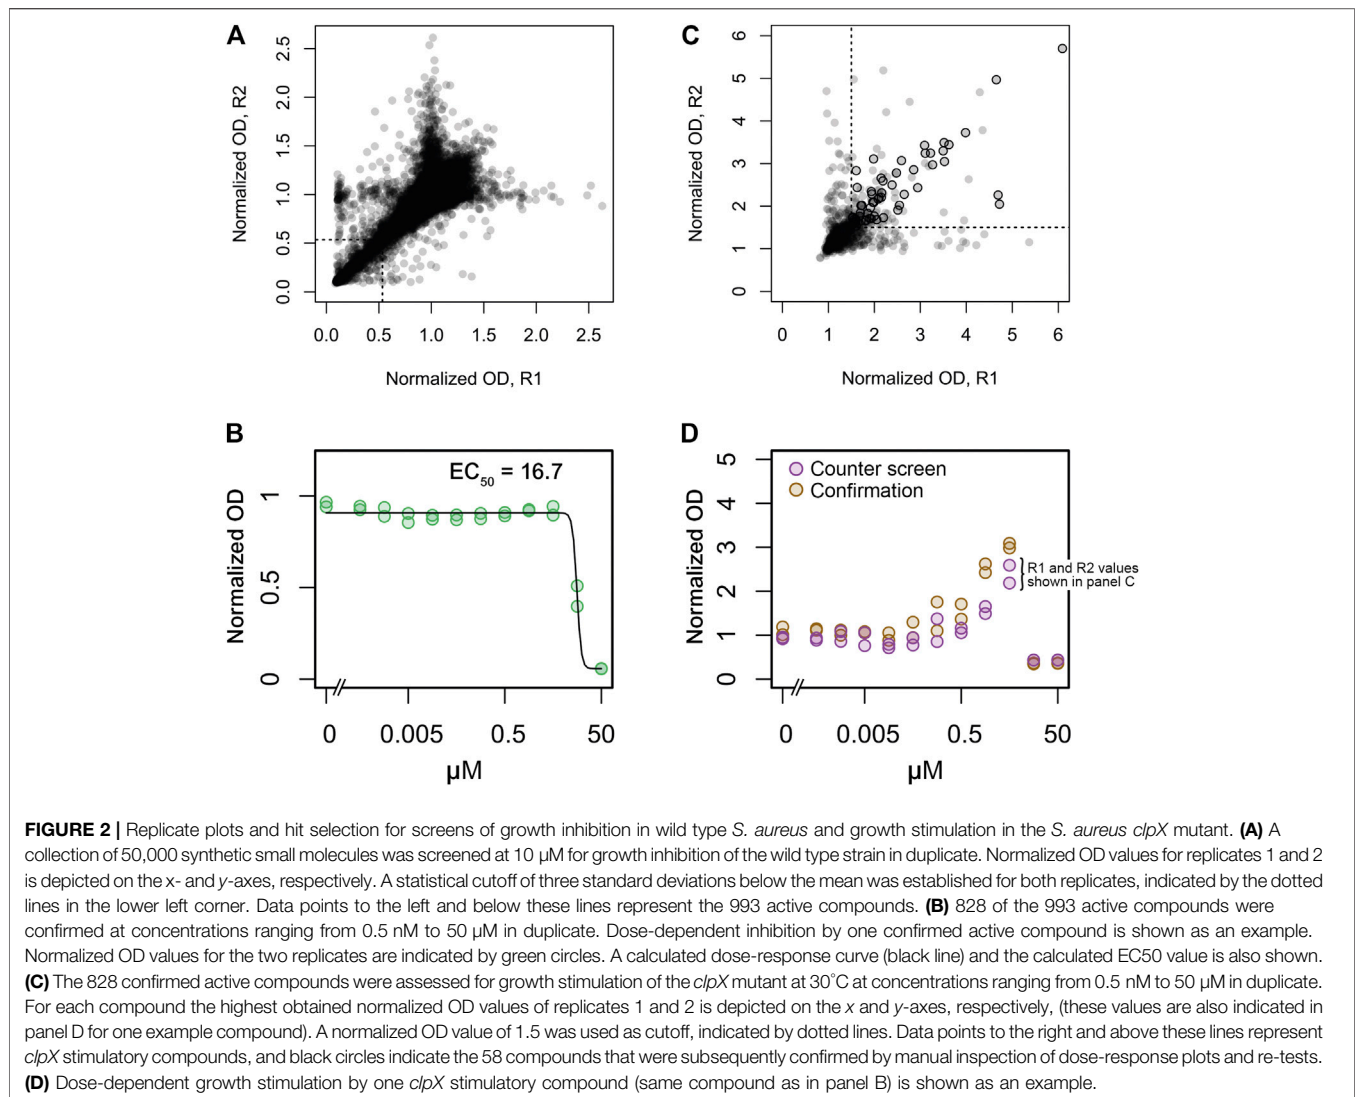 A
Normalized OD, R2
2.5
2.0
1.5
1.0
0.5
0.0
0.0 0.5 1.0 1.5 2.0 2.5
Normalized OD, R1
C
Normalized OD, R2
6
5
4
3
2
1
0
0 1 2 3 4 5 6
Normalized OD, R1
B
Normalized OD
EC50 = 16.7
1
0.5
0
0 0.005 0.5 50
µM
D
Normalized OD
5
4
3
2
1
0
Counter screen
Confirmation
R1 and R2 values
shown in panel C
0 0.005 0.5 50
µM
FIGURE 2 | Replicate plots and hit selection for screens of growth inhibition in wild type S. aureus and growth stimulation in the S. aureus clpX mutant. (A) A
collection of 50,000 synthetic small molecules was screened at 10 µM for growth inhibition of the wild type strain in duplicate. Normalized OD values for replicates 1 and 2
is depicted on the x- and y-axes, respectively. A statistical cutoff of three standard deviations below the mean was established for both replicates, indicated by the dotted
lines in the lower left corner. Data points to the left and below these lines represent the 993 active compounds. (B) 828 of the 993 active compounds were
confirmed at concentrations ranging from 0.5 nM to 50 µM in duplicate. Dose-dependent inhibition by one confirmed active compound is shown as an example.
Normalized OD values for the two replicates are indicated by green circles. A calculated dose-response curve (black line) and the calculated EC50 value is also shown.
(C) The 828 confirmed active compounds were assessed for growth stimulation of the clpX mutant at 30°C at concentrations ranging from 0.5 nM to 50 µM in duplicate.
For each compound the highest obtained normalized OD values of replicates 1 and 2 is depicted on the x and y-axes, respectively, (these values are also indicated in
panel D for one example compound). A normalized OD value of 1.5 was used as cutoff, indicated by dotted lines. Data points to the right and above these lines represent
clpX stimulatory compounds, and black circles indicate the 58 compounds that were subsequently confirmed by manual inspection of dose-response plots and re-tests.
(D) Dose-dependent growth stimulation by one clpX stimulatory compound (same compound as in panel B) is shown as an example.